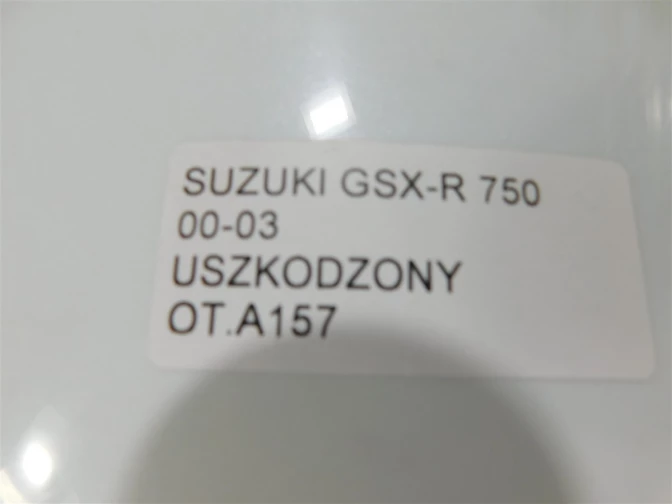 SUZUKI GSX-R 750
00-03
USZKODZONY
OT.A157